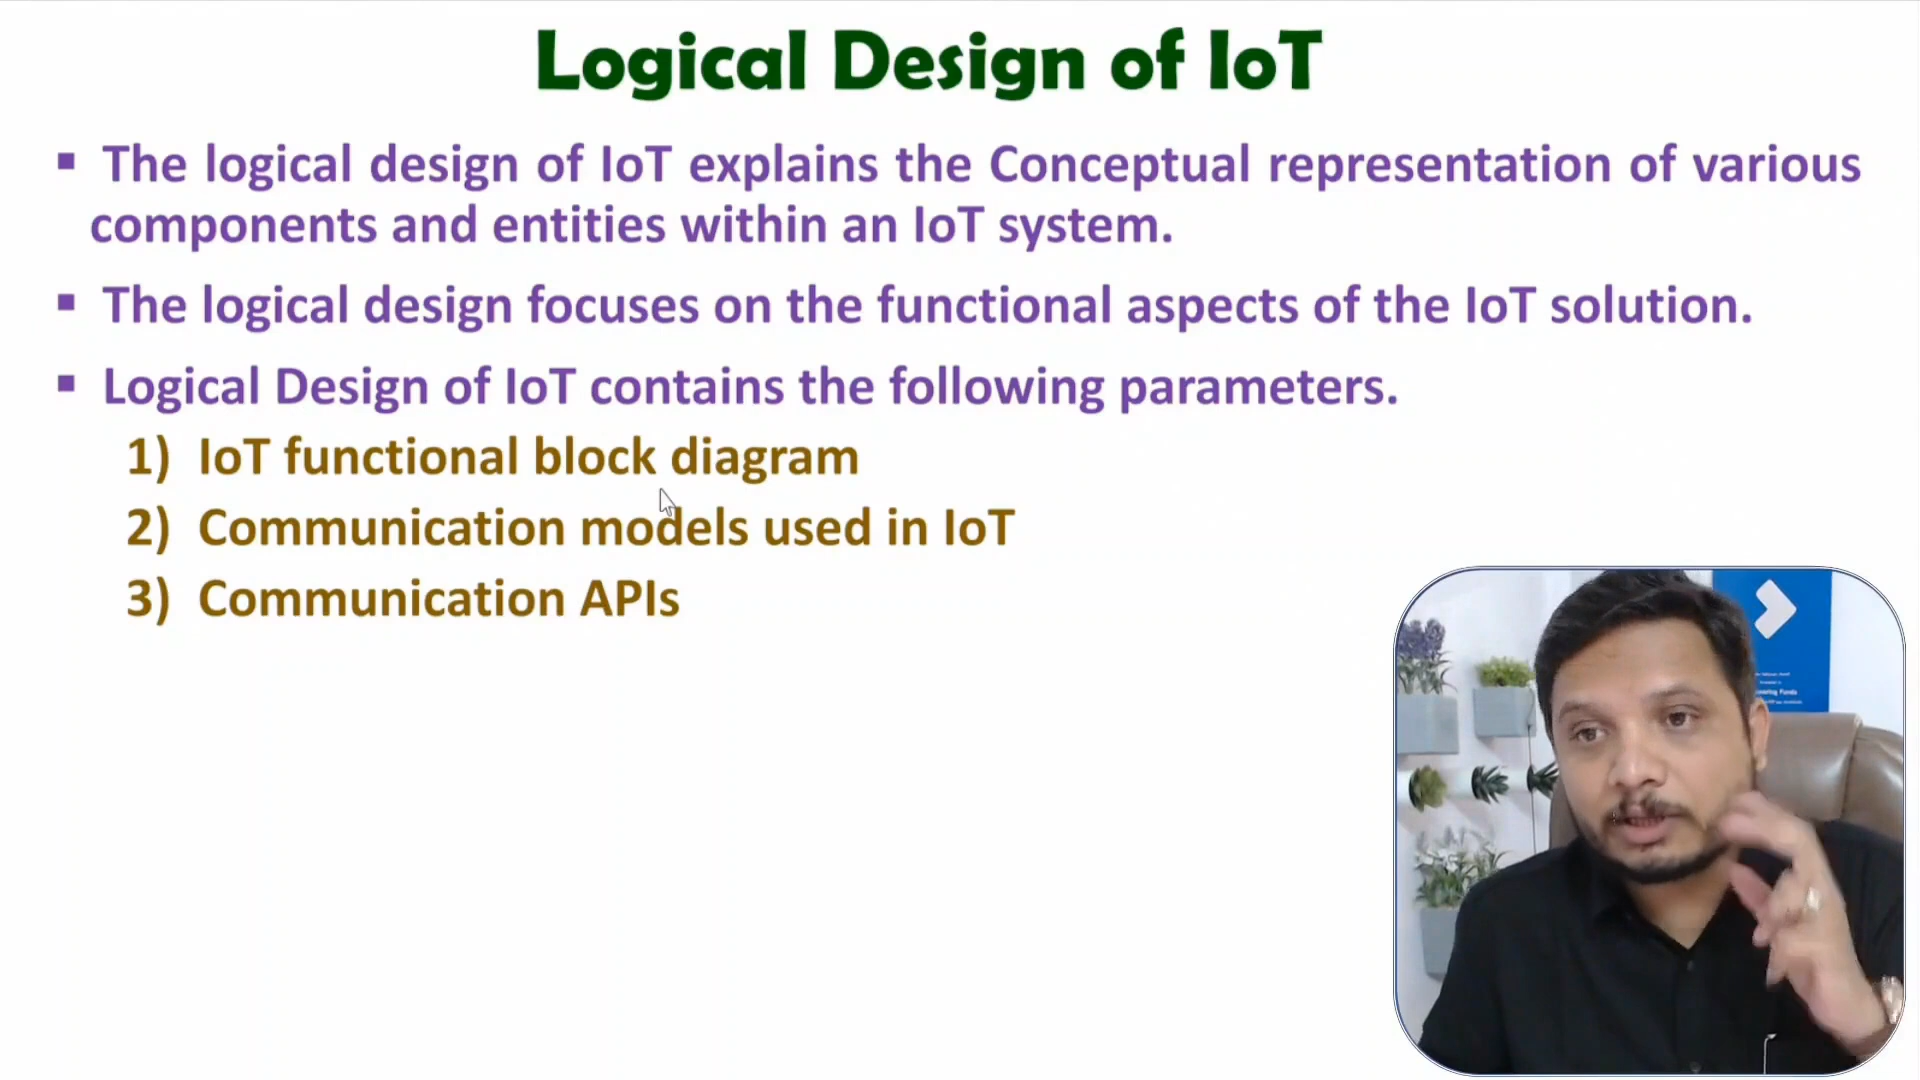 Logical Design of IoT
▪ The logical design of IoT explains the Conceptual representation of various
components and entities within an IoT system.
▪ The logical design focuses on the functional aspects of the IoT solution.
▪ Logical Design of IoT contains the following parameters.
1) IoT functional block diagram
2) Communication models used in IoT
3) Communication APIs